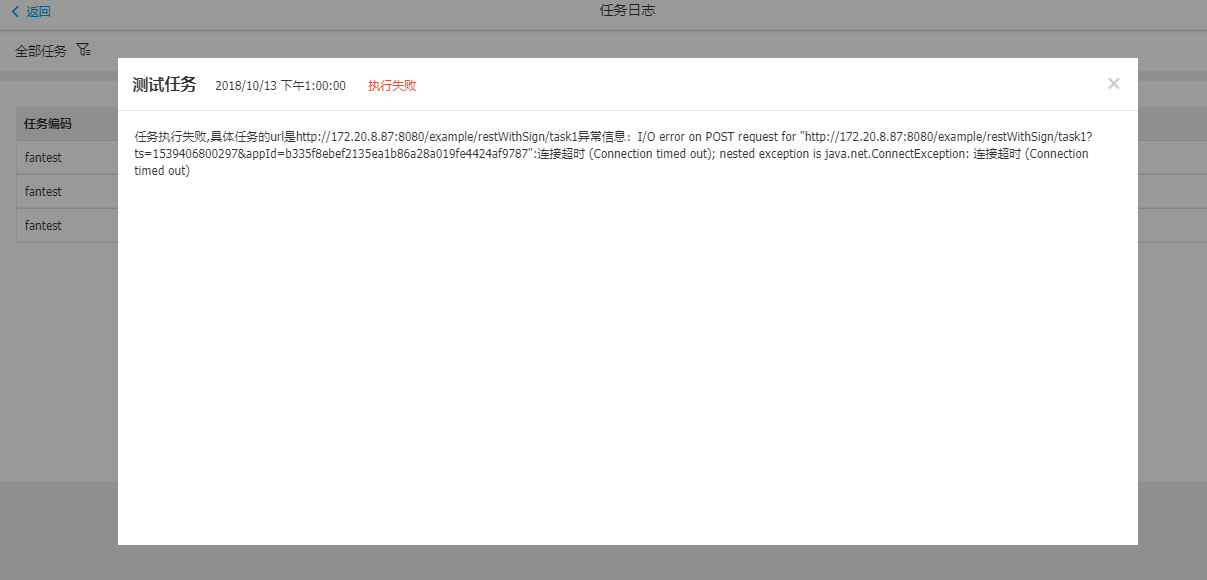 返回
任务日志
全部任务
测试任务 2018/10/13 下午1:00:00 执行失败
任务执行失败,具体任务的url是http://172.20.8.87:8080/example/restWithSign/task1异常信息：I/O error on POST request for "http://172.20.8.87:8080/example/restWithSign/task1?
ts=1539406800297&appId=b335f8ebef2135ea1b86a28a019fe4424af9787":连接超时 (Connection timed out); nested exception is java.net.ConnectException: 连接超时 (Connection
timed out)
任务编码
fantest
fantest
fantest